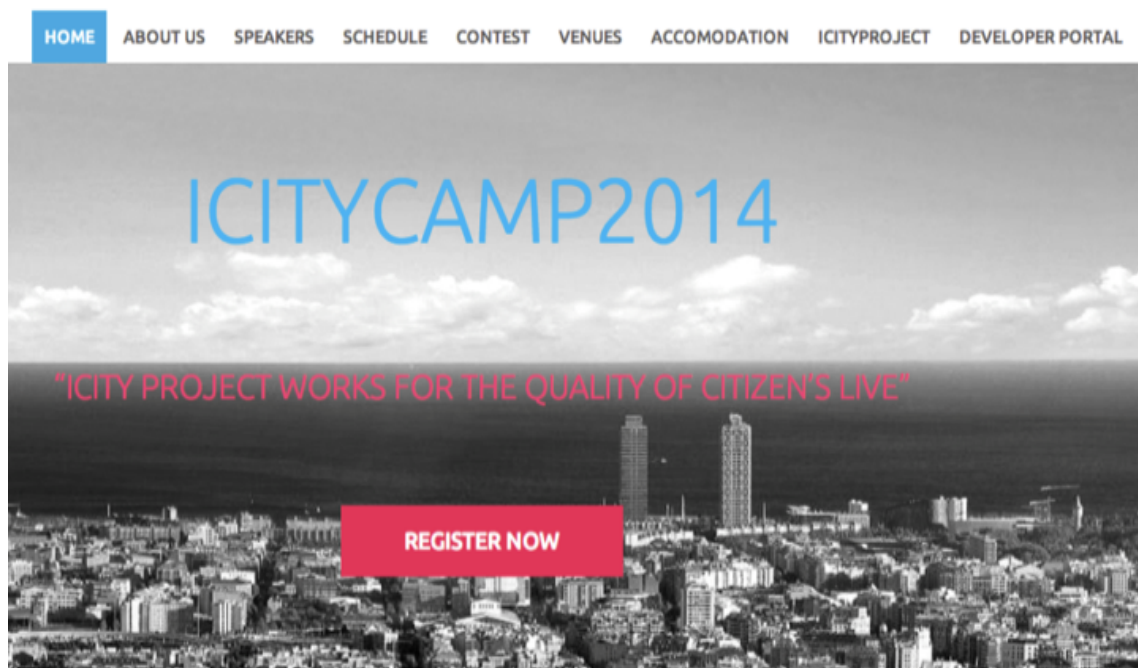 HOME ABOUT US SPEAKERS SCHEDULE CONTEST VENUES ACCOMODATION ICITYPROJECT DEVELOPER PORTAL
ICITYCAMP2014
“ICITY PROJECT WORKS FOR THE QUALITY OF CITIZEN'S LIVE”
REGISTER NOW